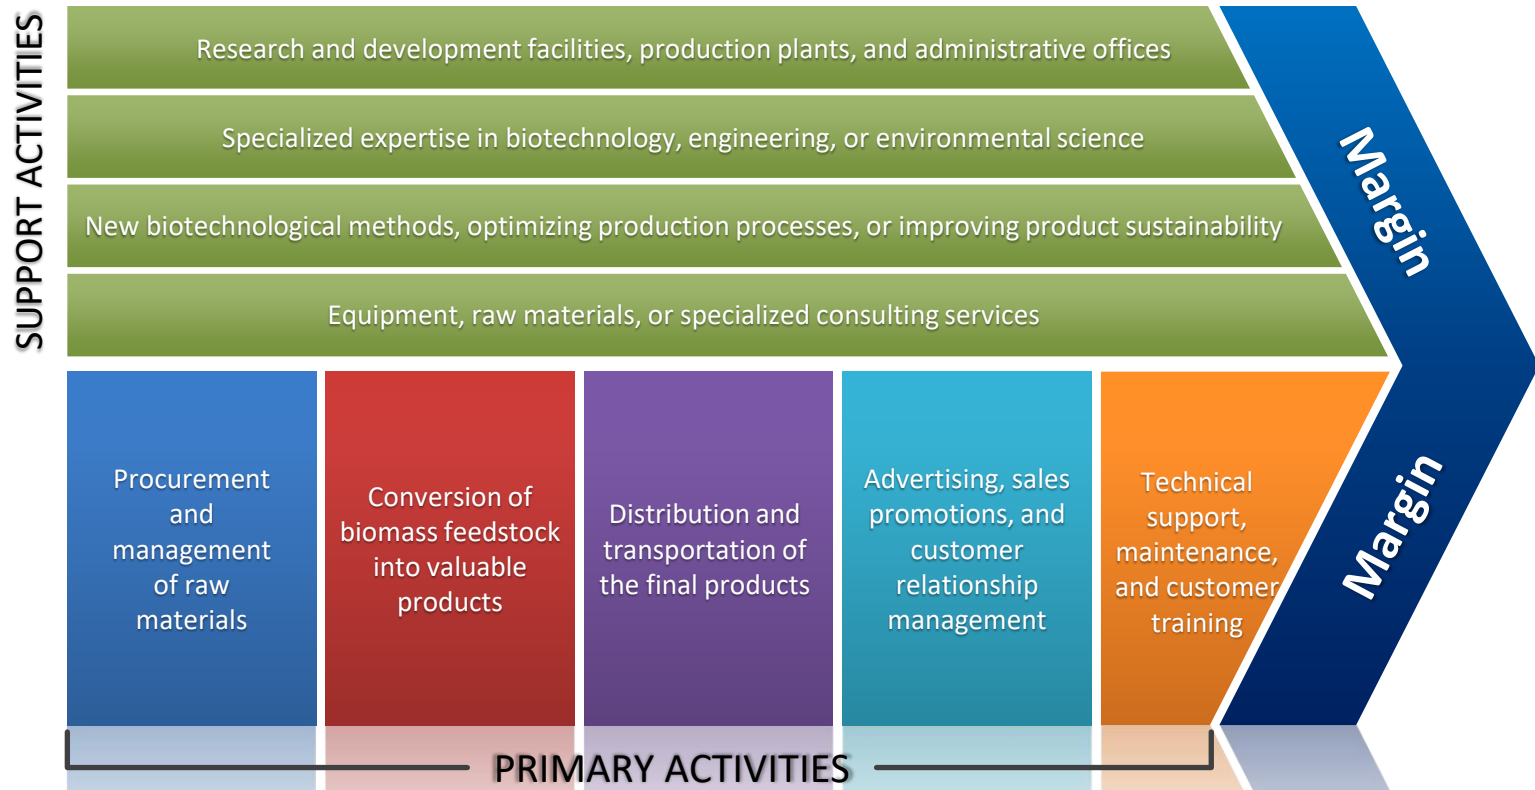 SUPPORT ACTIVITIES
Research and development facilities, production plants, and administrative offices
Specialized expertise in biotechnology, engineering, or environmental science
New biotechnological methods, optimizing production processes, or improving product sustainability
Equipment, raw materials, or specialized consulting services
Margin
Procurement
and
management
of raw
materials
Conversion of
biomass feedstock
into valuable
products
Distribution and
transportation of
the final products
Advertising, sales
promotions, and
customer
relationship
management
Technical
support,
maintenance,
and customer
training
Margin
PRIMARY ACTIVITIES